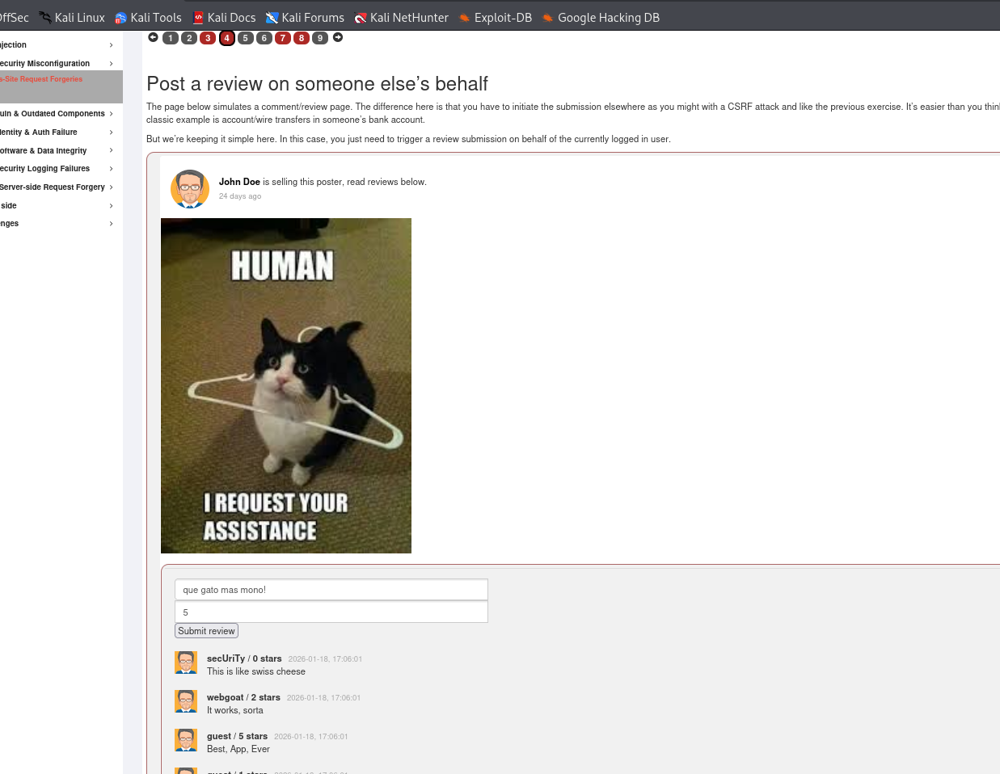 Kali Linux Kali Tools Kali Docs Kali Forums Kali NetHunter Exploit-DB Google Hacking DB
1 2 3 4 5 6 7 8 9
Post a review on someone else's behalf
The page below simulates a comment/review page. The difference here is that you have to initiate the submission elsewhere as you might with a CSRF attack and like the previous exercise. It's easier than you
classic example is account/wire transfers in someone's bank account.
But we're keeping it simple here. In this case, you just need to trigger a review submission on behalf of the currently logged in user.
ecurity Misconfiguration
s-Site Request Forgeries
uln & Outdated Components
dentity & Auth Failure
oftware & Data Integrity
ecurity Logging Failures
Server-side Request Forgery
side
enges
John Doe is selling this poster, read reviews below.
24 days ago
HUMAN
I REQUEST YOUR
ASSISTANCE
que gato mas mono!
5
Submit review
secUriTy / 0 stars 2026-01-18, 17:06:01
This is like swiss cheese
webgoat / 2 stars 2026-01-18, 17:06:01
It works, sorta
guest / 5 stars 2026-01-18, 17:06:01
Best, App, Ever